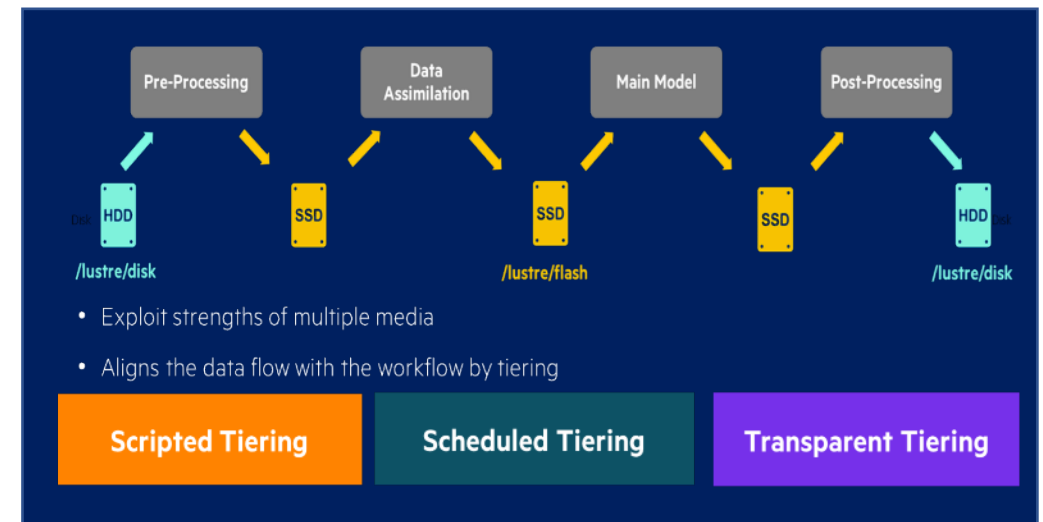 Pre-Processing
Data
Assimilation
Main Model
Post-Processing
Disk
HDD
SSD
SSD
SSD
HDD
Disk
/lustre/disk
/lustre/flash
/lustre/disk
• Exploit strengths of multiple media
• Aligns the data flow with the workflow by tiering
Scripted Tiering
Scheduled Tiering
Transparent Tiering